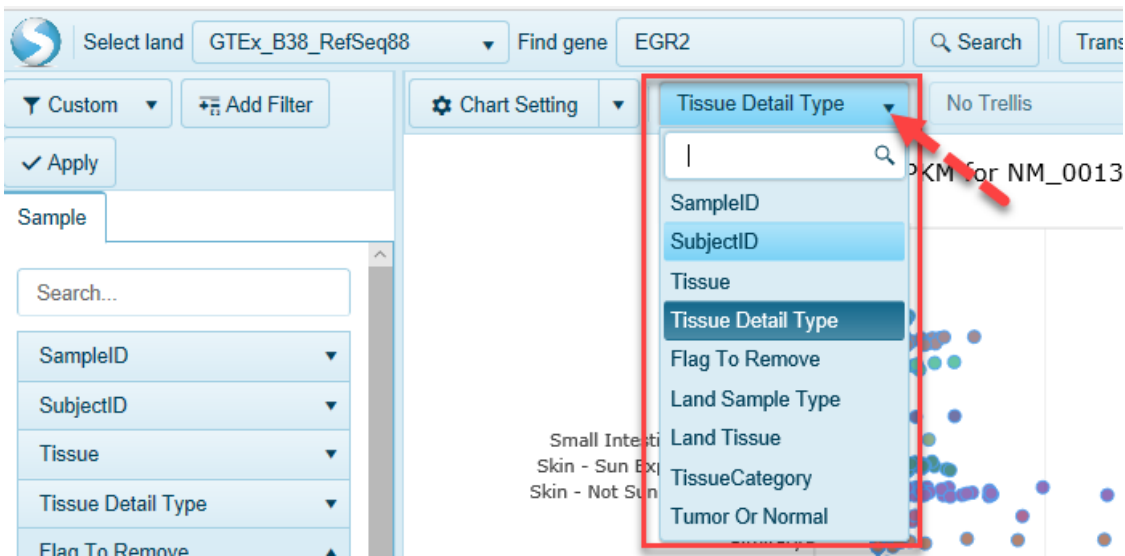 Select land GTEx_B38_RefSeq88 Find gene EGR2 Search Trans
Custom Add Filter Chart Setting Tissue Detail Type No Trellis
Apply
PKM for NM_0013
Sample
SampleID
SubjectID
Search...
Tissue
Tissue Detail Type
SampleID
Flag To Remove
SubjectID
Land Sample Type
Small Intesti
Land Tissue
Tissue
Skin - Sun Exp
TissueCategory
Skin - Not Sun
Tissue Detail Type
Tumor Or Normal
Flag To Remove